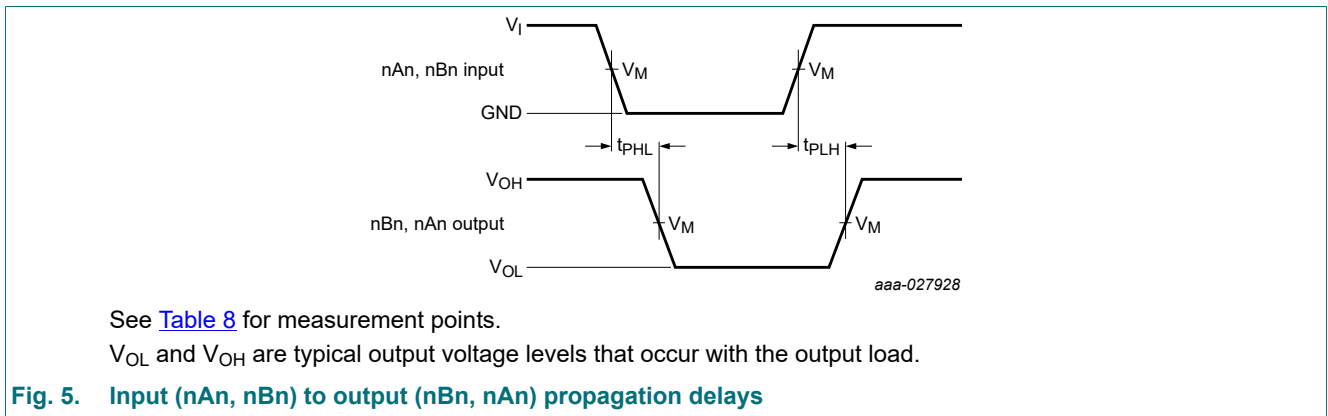 VI
nAn, nBn input
VM
VM
GND
tPHL
tPLH
VOH
nBn, nAn output
VM
VM
VOL
aaa-027928
See Table 8 for measurement points.
VOL and VOH are typical output voltage levels that occur with the output load.
Fig. 5. Input (nAn, nBn) to output (nBn, nAn) propagation delays